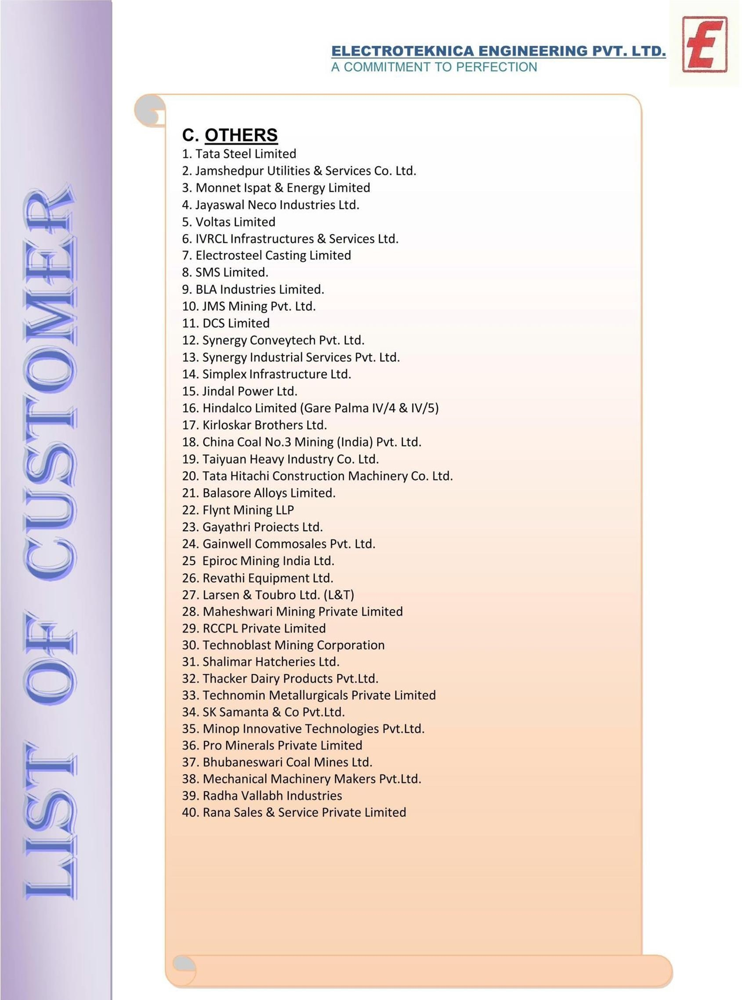 ELECTROTEKNICA ENGINEERING PVT. LTD.
A COMMITMENT TO PERFECTION
LIST OF CUSTOMER
C. OTHERS
1. Tata Steel Limited
2. Jamshedpur Utilities & Services Co. Ltd.
3. Monnet Ispat & Energy Limited
4. Jayaswal Neco Industries Ltd.
5. Voltas Limited
6. IVRCL Infrastructures & Services Ltd.
7. Electrosteel Casting Limited
8. SMS Limited.
9. BLA Industries Limited.
10. JMS Mining Pvt. Ltd.
11. DCS Limited
12. Synergy Conveytech Pvt. Ltd.
13. Synergy Industrial Services Pvt. Ltd.
14. Simplex Infrastructure Ltd.
15. Jindal Power Ltd.
16. Hindalco Limited (Gare Palma IV/4 & IV/5)
17. Kirloskar Brothers Ltd.
18. China Coal No.3 Mining (India) Pvt. Ltd.
19. Taiyuan Heavy Industry Co. Ltd.
20. Tata Hitachi Construction Machinery Co. Ltd.
21. Balasore Alloys Limited.
22. Flynt Mining LLP
23. Gayathri Proiects Ltd.
24. Gainwell Commosales Pvt. Ltd.
25 Epiroc Mining India Ltd.
26. Revathi Equipment Ltd.
27. Larsen & Toubro Ltd. (L&T)
28. Maheshwari Mining Private Limited
29. RCCPL Private Limited
30. Technoblast Mining Corporation
31. Shalimar Hatcheries Ltd.
32. Thacker Dairy Products Pvt.Ltd.
33. Technomin Metallurgicals Private Limited
34. SK Samanta & Co Pvt.Ltd.
35. Minop Innovative Technologies Pvt.Ltd.
36. Pro Minerals Private Limited
37. Bhubaneswari Coal Mines Ltd.
38. Mechanical Machinery Makers Pvt.Ltd.
39. Radha Vallabh Industries
40. Rana Sales & Service Private Limited